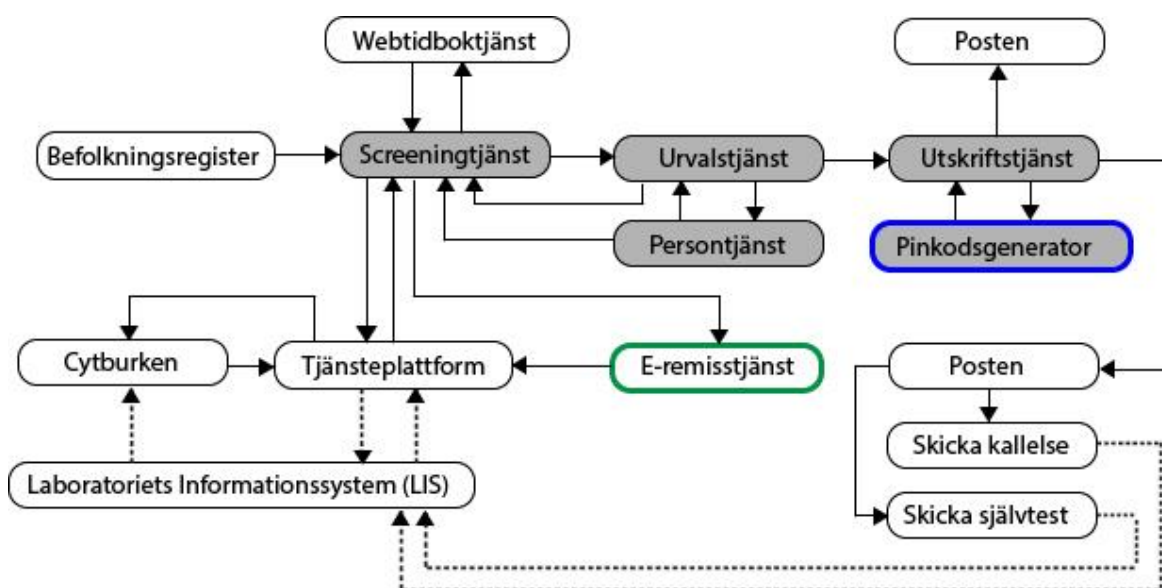 Webtidboktjänst
Posten
Befolkningsregister
Screeningtjänst
Urvalstjänst
Utskriftstjänst
Persontjänst
Pinkodsgenerator
Cytburken
Tjänsteplattform
E-remisstjänst
Posten
Skicka kallelse
Laboratoriets Informationssystem (LIS)
Skicka självtest